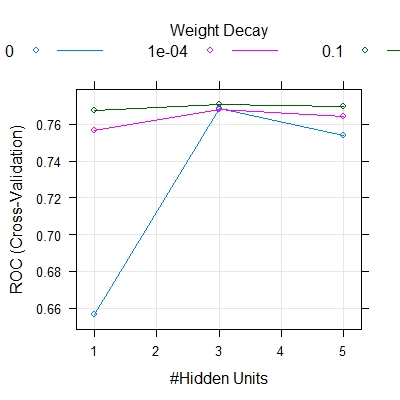 Weight Decay
0 1e-04 0.1
0.76
0.74
0.72
0.70
0.68
0.66
ROC (Cross-Validation)
1 2 3 4 5
#Hidden Units